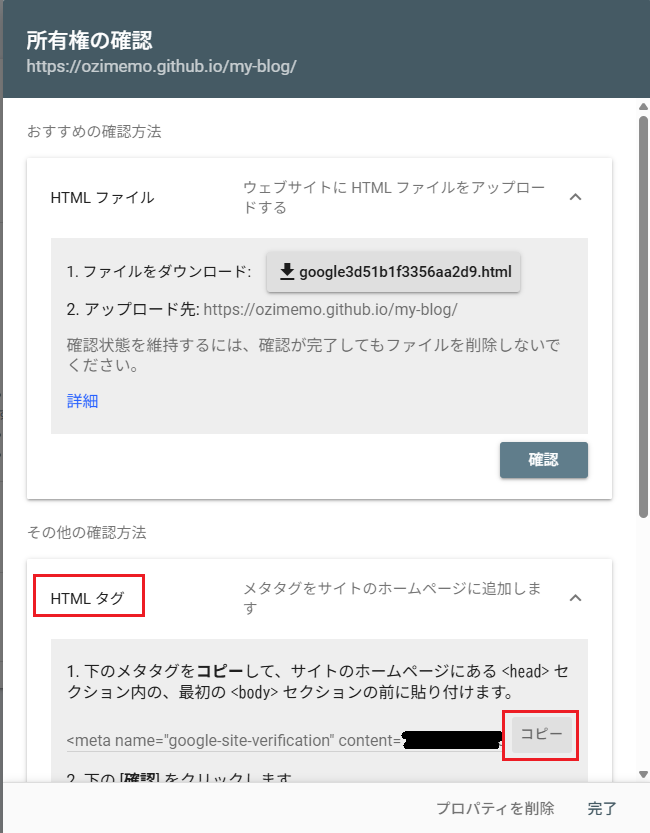 所有権の確認
https://ozimemo.github.io/my-blog/
おすすめの確認方法
HTML ファイル
ウェブサイトに HTML ファイルをアップロー
ドする
1. ファイルをダウンロード:
google3d51b1f3356aa2d9.html
2. アップロード先: https://ozimemo.github.io/my-blog/
確認状態を維持するには、確認が完了してもファイルを削除しないで
ください。
詳細
確認
その他の確認方法
HTML タグ
メタタグをサイトのホームページに追加しま
す
1. 下のメタタグをコピーして、サイトのホームページにある <head> セ
クション内の、最初の <body> セクションの前に貼り付けます。
<meta name="google-site-verification" content=
コピー
2. 下の [確認] をクリックします
プロパティを削除
完了